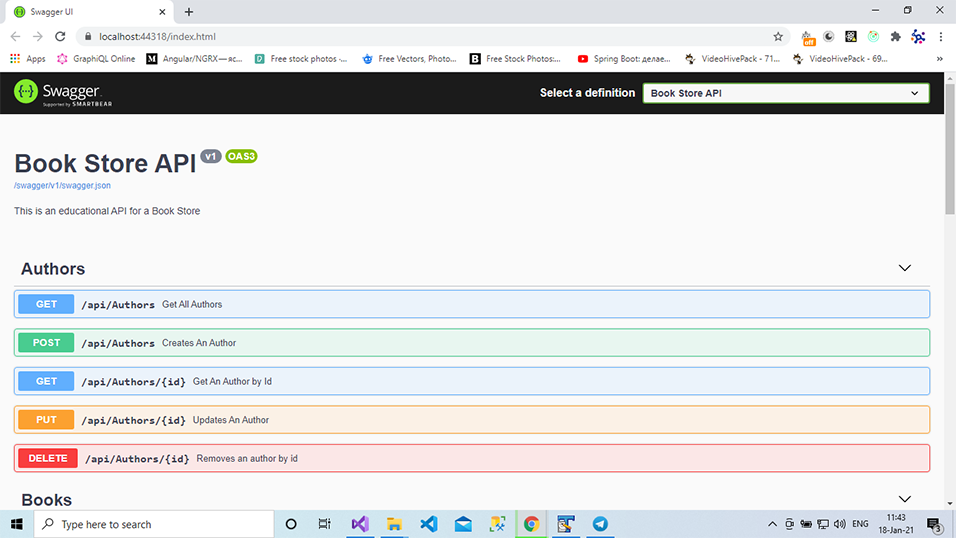 Swagger UI
localhost:44318/index.html
off
Apps GraphiQL Online Angular/NGRX — яс... Free stock photos -... Free Vectors, Photo... Free Stock Photos:... Spring Boot: делае... VideoHivePack - 71... VideoHivePack - 69... »
Swagger.
Supported by SMARTBEAR
Select a definition Book Store API
Book Store API v1 OAS3
/swagger/v1/swagger.json
This is an educational API for a Book Store
Authors
GET /api/Authors Get All Authors
POST /api/Authors Creates An Author
GET /api/Authors/{id} Get An Author by Id
PUT /api/Authors/{id} Updates An Author
DELETE /api/Authors/{id} Removes an author by id
Books
Type here to search
ENG
11:43
18-Jan-21
3